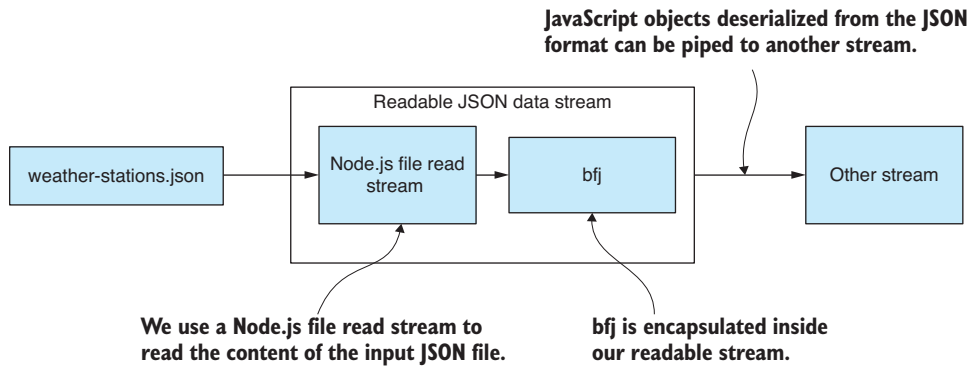 JavaScript objects deserialized from the JSON
format can be piped to another stream.
Readable JSON data stream
weather-stations.json
Node.js file read
stream
bfj
Other stream
We use a Node.js file read stream to
read the content of the input JSON file.
bfj is encapsulated inside
our readable stream.